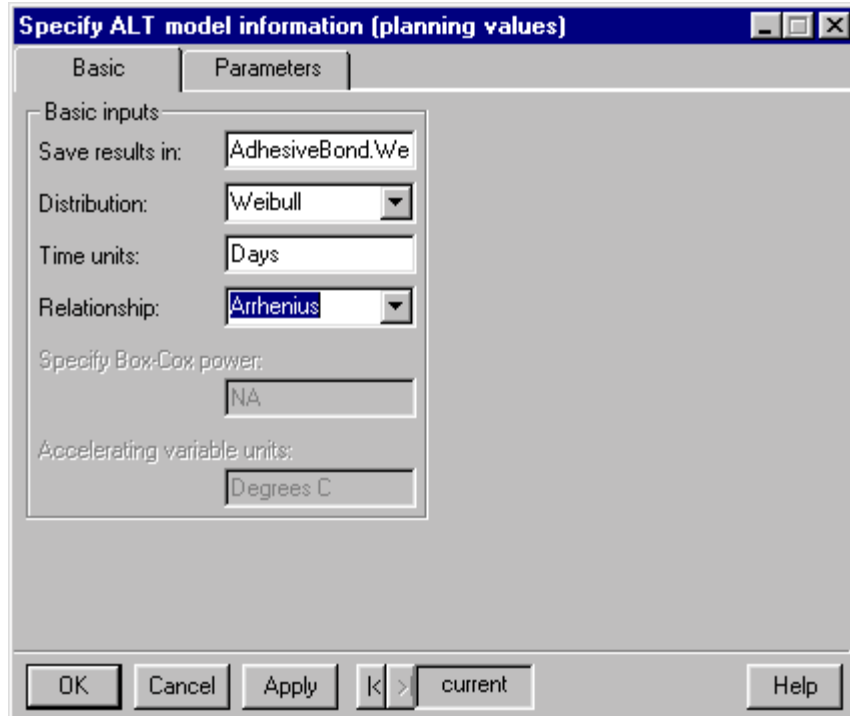 Specify ALT model information (planning values)
Basic Parameters
Basic inputs
Save results in: AdhesiveBond.We
Distribution: Weibull
Time units: Days
Relationship: Arrhenius
Specify Box-Cox power:
NA
Accelerating variable units:
Degrees C
OK Cancel Apply |< >| current Help